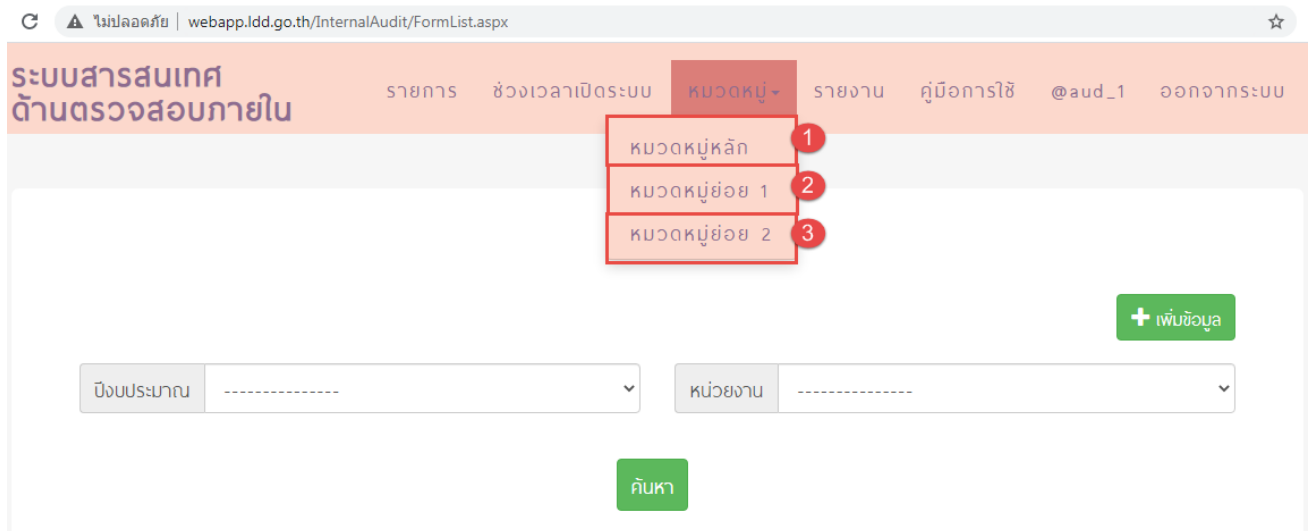 ไม่ปลอดภัย | webapp.ldd.go.th/InternalAudit/FormList.aspx
ระบบสารสนเทศ
ด้านตรวจสอบภายใน
รายการ ช่วงเวลาเปิดระบบ หมวดหมู่ รายงาน คู่มือการใช้ @aud_1 ออกจากระบบ
หมวดหมู่หลัก 1
หมวดหมู่ย่อย 1 2
หมวดหมู่ย่อย 2 3
+ เพิ่มข้อมูล
ปีงบประมาณ --------------- หน่วยงาน ---------------
ค้นหา